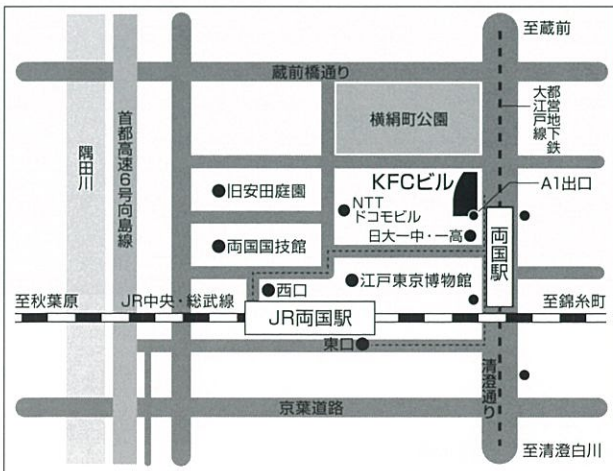 至蔵前
蔵前橋通り
都営地下鉄
大江戸線
横網町公園
首都高速6号向島線
隅田川
KFCビル
A1出口
旧安田庭園
NTT
ドコモビル
日大一中・一高
両国駅
両国国技館
江戸東京博物館
西口
至秋葉原
JR中央・総武線
至錦糸町
JR両国駅
東口
清澄通り
京葉道路
至清澄白川